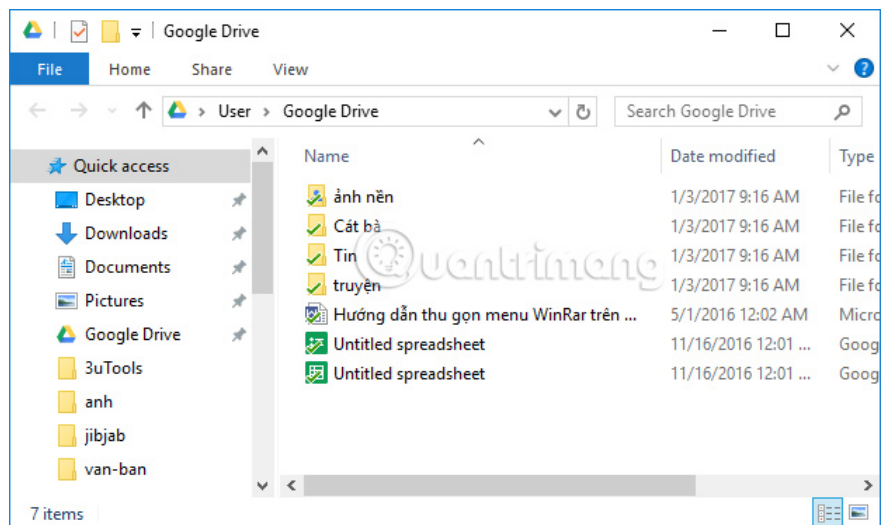 Google Drive
File Home Share View
User > Google Drive Search Google Drive
Quick access
Desktop
Downloads
Documents
Pictures
Google Drive
3uTools
anh
jibjab
van-ban
Name Date modified Type
ảnh nền 1/3/2017 9:16 AM File fo
Cát bà 1/3/2017 9:16 AM File fo
Tin 1/3/2017 9:16 AM File fo
truyện 1/3/2017 9:16 AM File fo
Hướng dẫn thu gọn menu WinRar trên ... 5/1/2016 12:02 AM Micro
Untitled spreadsheet 11/16/2016 12:01 ... Goog
Untitled spreadsheet 11/16/2016 12:01 ... Goog
Quantrimang
7 items